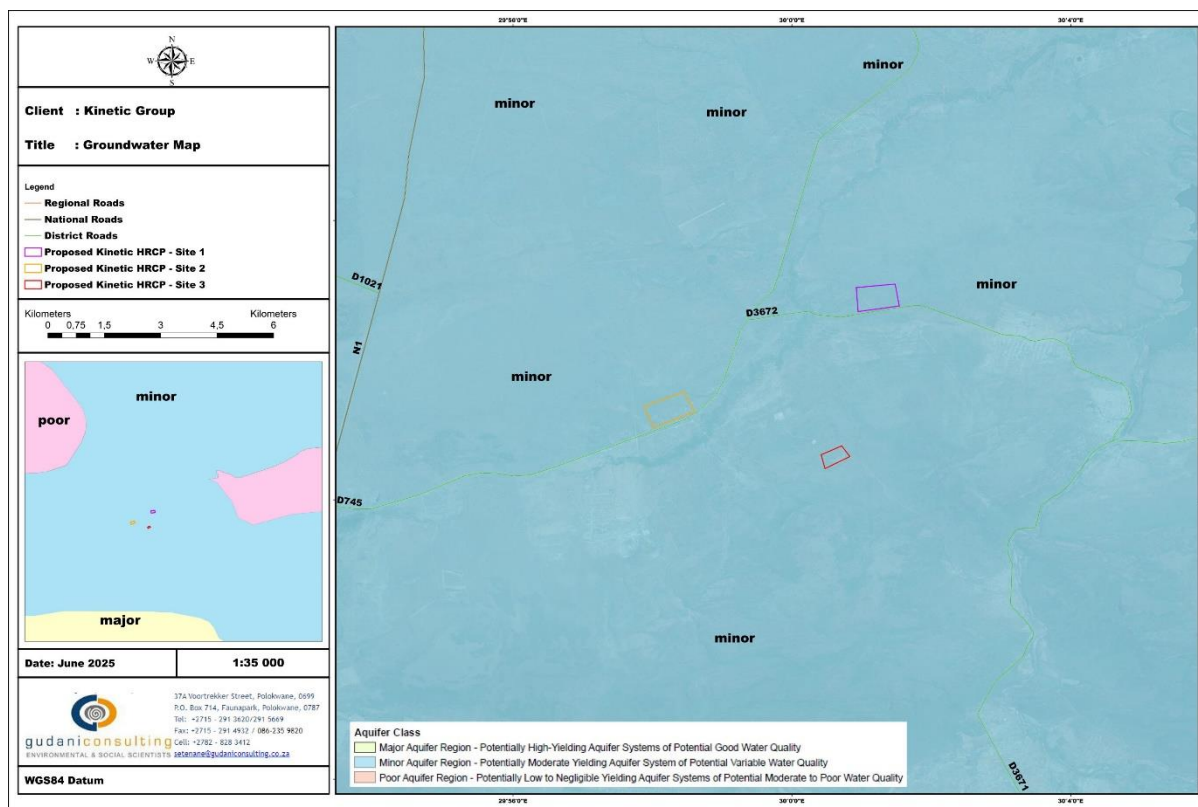 N
W E
S
Client : Kinetic Group
Title : Groundwater Map
Legend
Regional Roads
National Roads
District Roads
Proposed Kinetic HRCP - Site 1
Proposed Kinetic HRCP - Site 2
Proposed Kinetic HRCP - Site 3
Kilometers Kilometers
0 0,75 1,5 3 4,5 6
minor
poor
major
Date: June 2025 1:35 000
gudaniconsulting
ENVIRONMENTAL & SOCIAL SCIENTISTS
37A Voortrekker Street, Polokwane, 0699
P.O. Box 714, Faunapark, Polokwane, 0787
Tel: +2715 - 291 3620/291 5669
Fax: +2715 - 291 4932 / 086-235 9820
Cell: +2782 - 828 3412
setenane@gudaniconsulting.co.za
WGS84 Datum
29°56'0"E 30°0'0"E 30°4'0"E
minor
minor
minor
D1021
minor
D3672
N1
minor
D745
minor
D3671
Aquifer Class
Major Aquifer Region - Potentially High-Yielding Aquifer Systems of Potential Good Water Quality
Minor Aquifer Region - Potentially Moderate Yielding Aquifer System of Potential Variable Water Quality
Poor Aquifer Region - Potentially Low to Negligible Yielding Aquifer Systems of Potential Moderate to Poor Water Quality
29°56'0"E 30°0'0"E 30°4'0"E